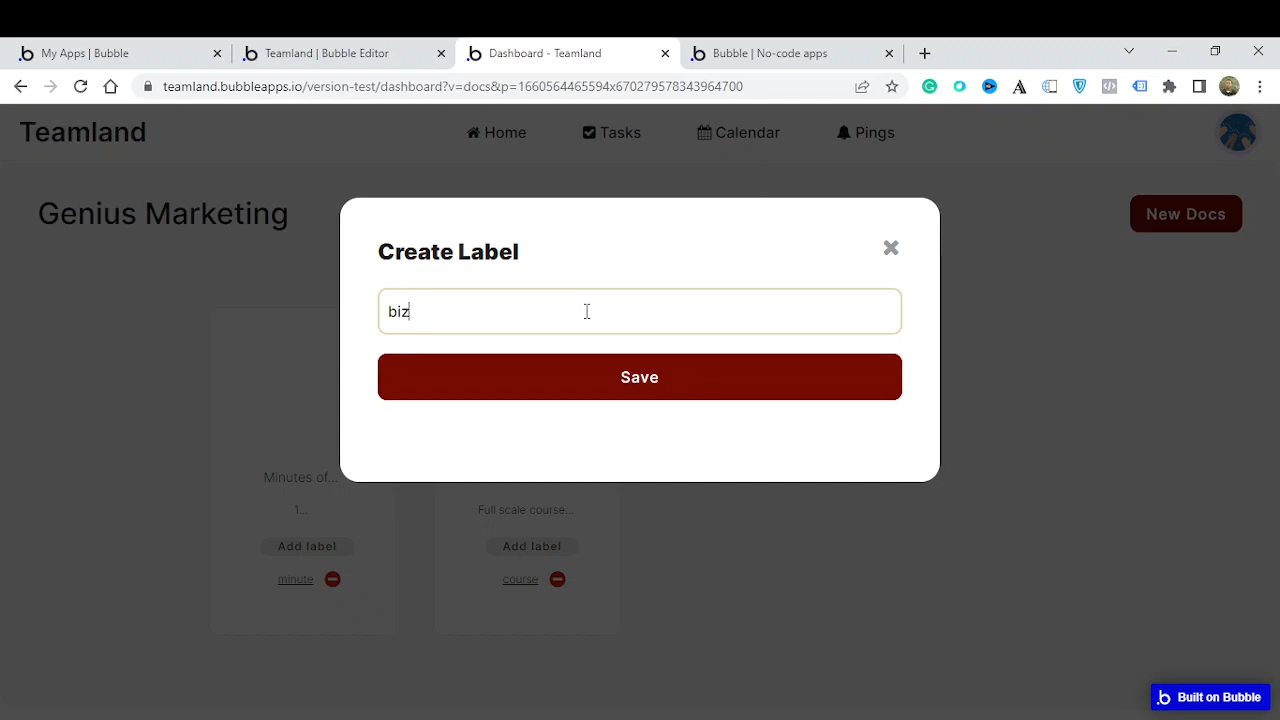 My Apps | Bubble
Teamland | Bubble Editor
Dashboard - Teamland
Bubble | No-code apps
teamland.bubbleapps.io/version-test/dashboard?v=docs&p=1660564465594x670279578343964700
Teamland
Home
Tasks
Calendar
Pings
Genius Marketing
New Docs
Create Label
biz
Save
Minutes of...
1...
Add label
minute
Full scale course...
Add label
course
Built on Bubble